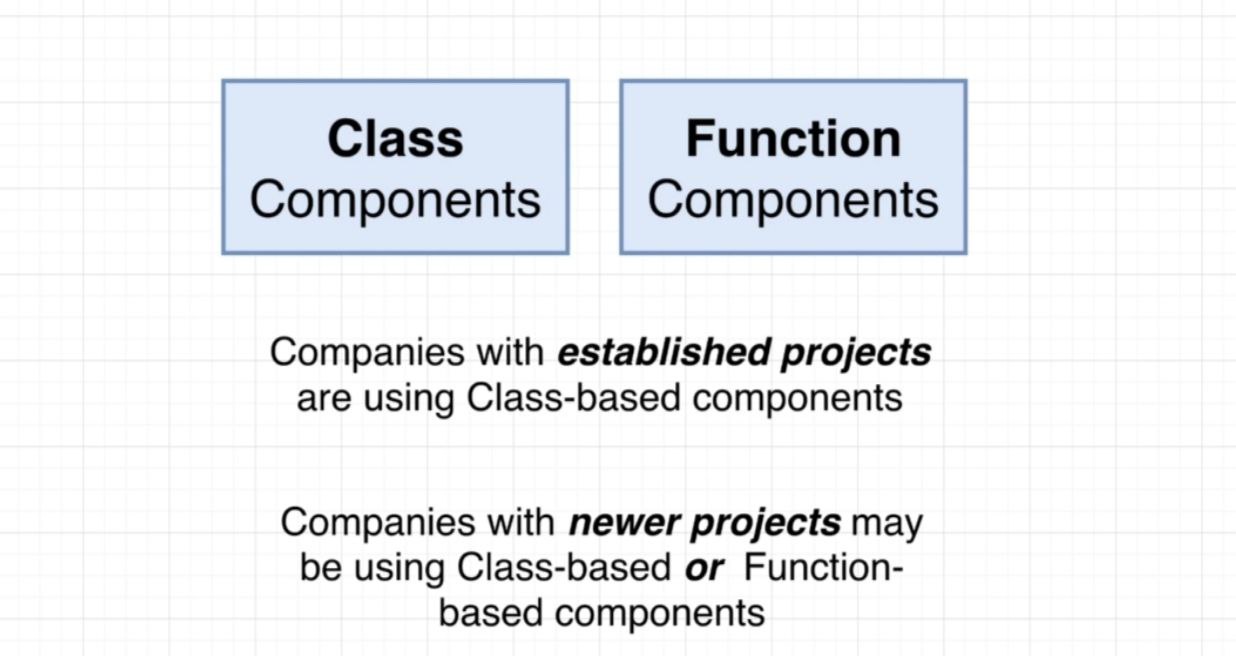 Class
Components
Function
Components
Companies with established projects
are using Class-based components
Companies with newer projects may
be using Class-based or Function-
based components